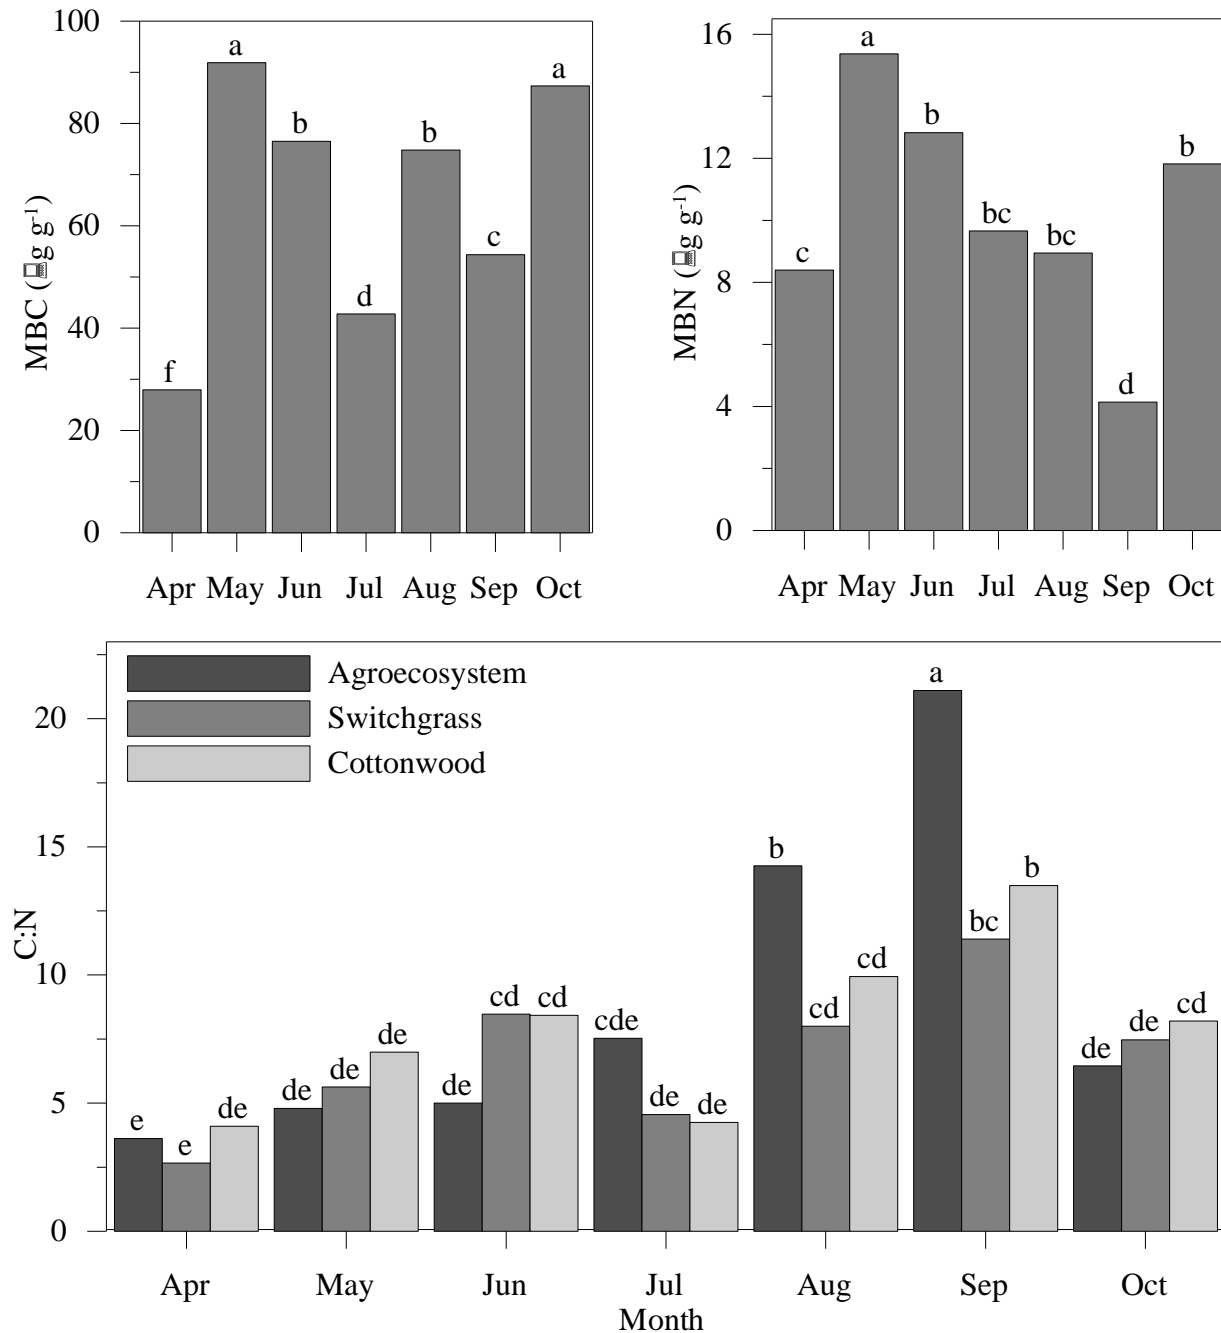 100
80
60
40
20
0
MBC (g g-1)
f
a
b
d
b
c
a
Apr May Jun Jul Aug Sep Oct
16
12
8
4
0
MBN (g g-1)
c
a
b
bc
bc
d
b
Apr May Jun Jul Aug Sep Oct
Agroecosystem
Switchgrass
Cottonwood
20
15
10
5
0
C:N
e e de
de de de
de cd cd
cde de de
b cd cd
a bc b
de de cd
Apr May Jun Jul Aug Sep Oct
Month